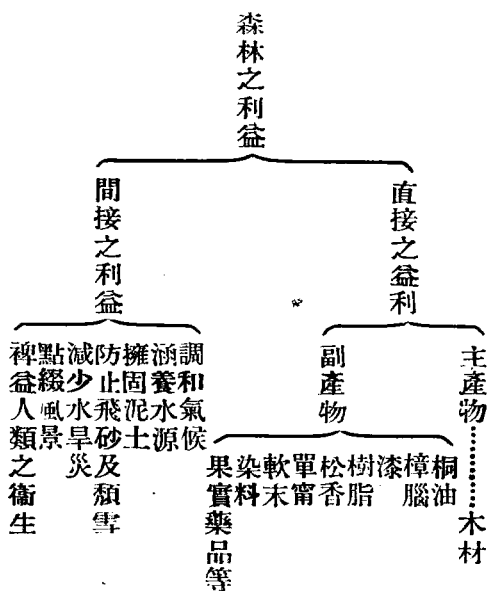 森林之利益
直接之益利
主產物
木材
副產物
桐油
樟腦
漆
樹脂
松香
單甯
軟木
染料
果實藥品等
間接之利益
調和氣候
涵養水源
擁固泥土
防止飛砂及頹雪
減少水旱災
點綴風景
裨益人類之衞生